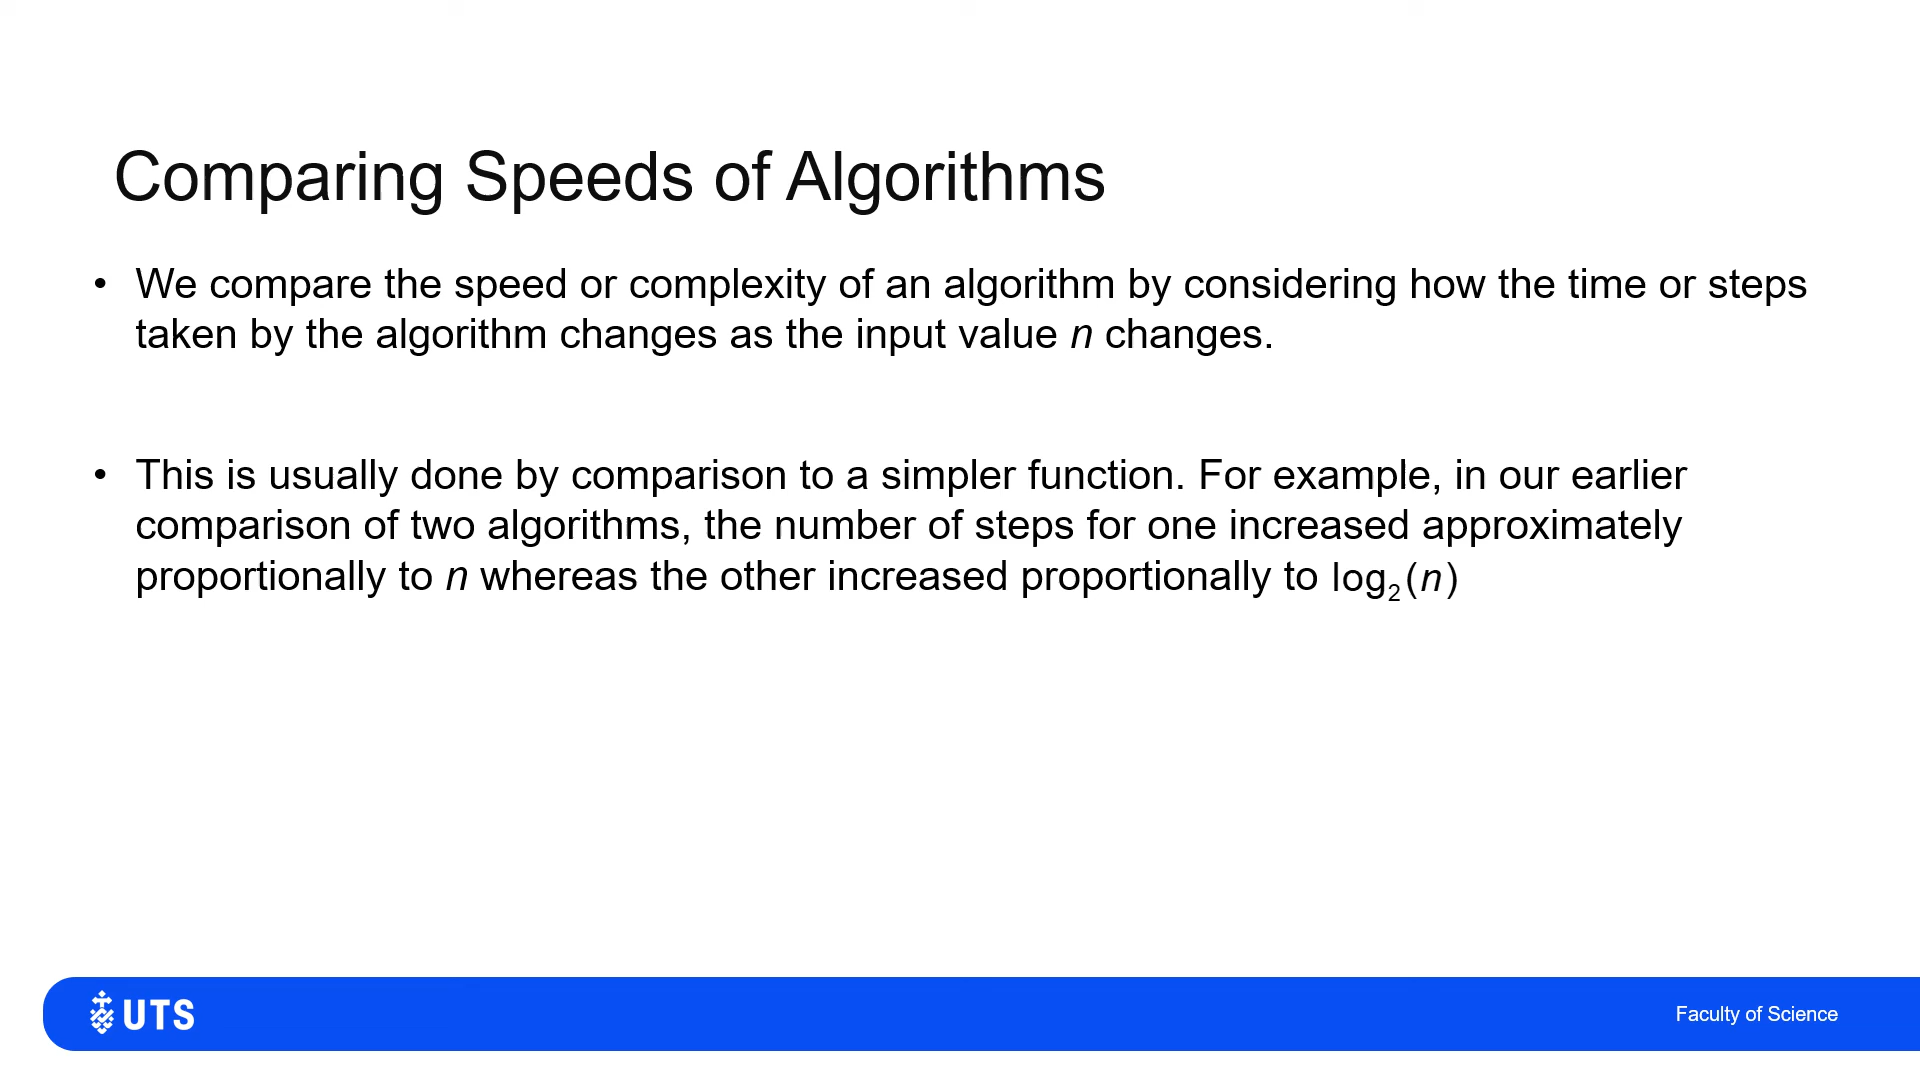 Comparing Speeds of Algorithms
• We compare the speed or complexity of an algorithm by considering how the time or steps
taken by the algorithm changes as the input value n changes.
• This is usually done by comparison to a simpler function. For example, in our earlier
comparison of two algorithms, the number of steps for one increased approximately
proportionally to n whereas the other increased proportionally to log₂(n)
UTS
Faculty of Science